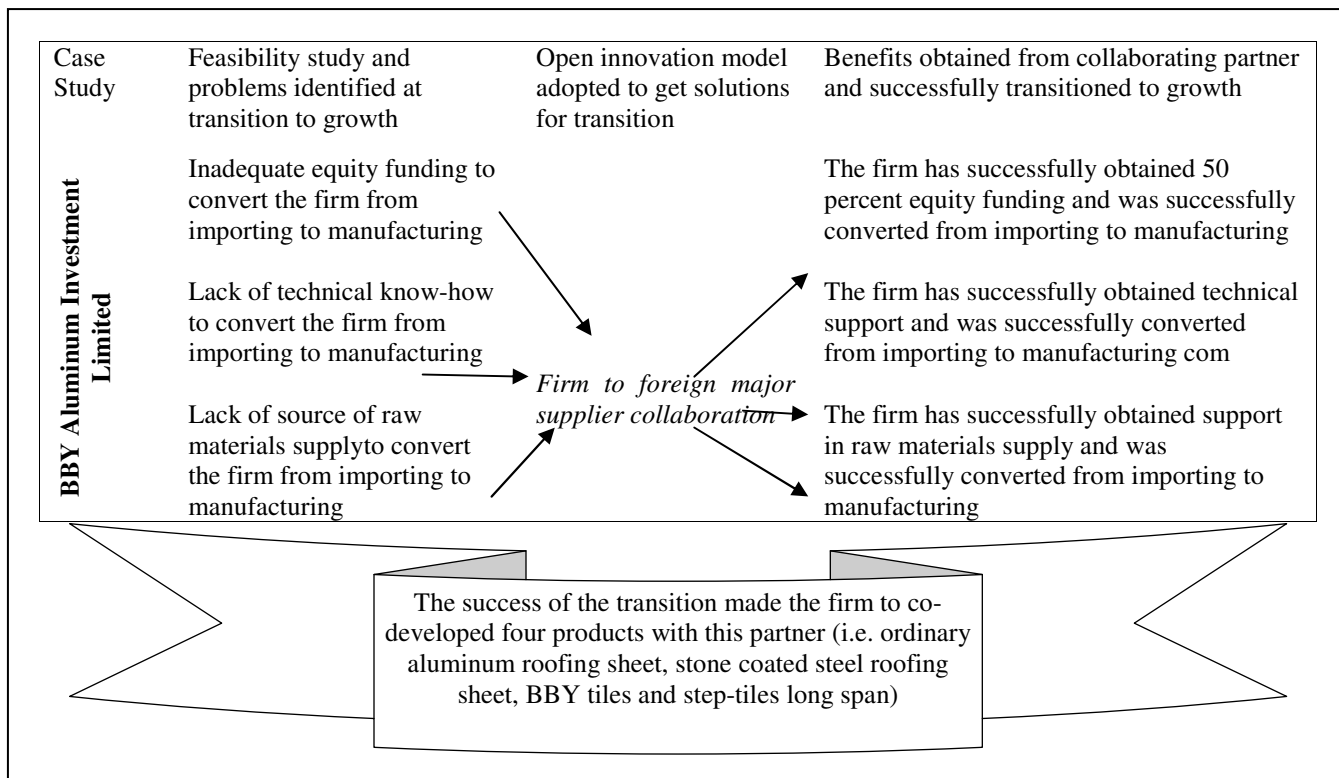 Case
Study
Feasibility study and
problems identified at
transition to growth
Open innovation model
adopted to get solutions
for transition
Benefits obtained from collaborating partner
and successfully transitioned to growth
BBY Aluminum Investment
Limited
Inadequate equity funding to
convert the firm from
importing to manufacturing
Lack of technical know-how
to convert the firm from
importing to manufacturing
Lack of source of raw
materials supplyto convert
the firm from importing to
manufacturing
Firm to foreign major
supplier collaboration
The firm has successfully obtained 50
percent equity funding and was successfully
converted from importing to manufacturing
The firm has successfully obtained technical
support and was successfully converted
from importing to manufacturing com
The firm has successfully obtained support
in raw materials supply and was
successfully converted from importing to
manufacturing
The success of the transition made the firm to co-
developed four products with this partner (i.e. ordinary
aluminum roofing sheet, stone coated steel roofing
sheet, BBY tiles and step-tiles long span)